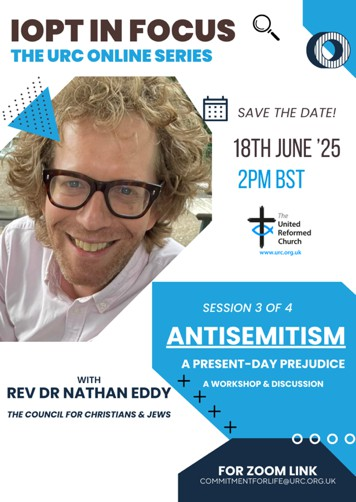 IOPT IN FOCUS
THE URC ONLINE SERIES
SAVE THE DATE!
18TH JUNE '25
2PM BST
The
United
Reformed
Church
www.urc.org.uk
SESSION 3 OF 4
ANTISEMITISM
A PRESENT-DAY PREJUDICE
A WORKSHOP & DISCUSSION
WITH
REV DR NATHAN EDDY
THE COUNCIL FOR CHRISTIANS & JEWS
FOR ZOOM LINK
COMMITMENTFORLIFE@URC.ORG.UK